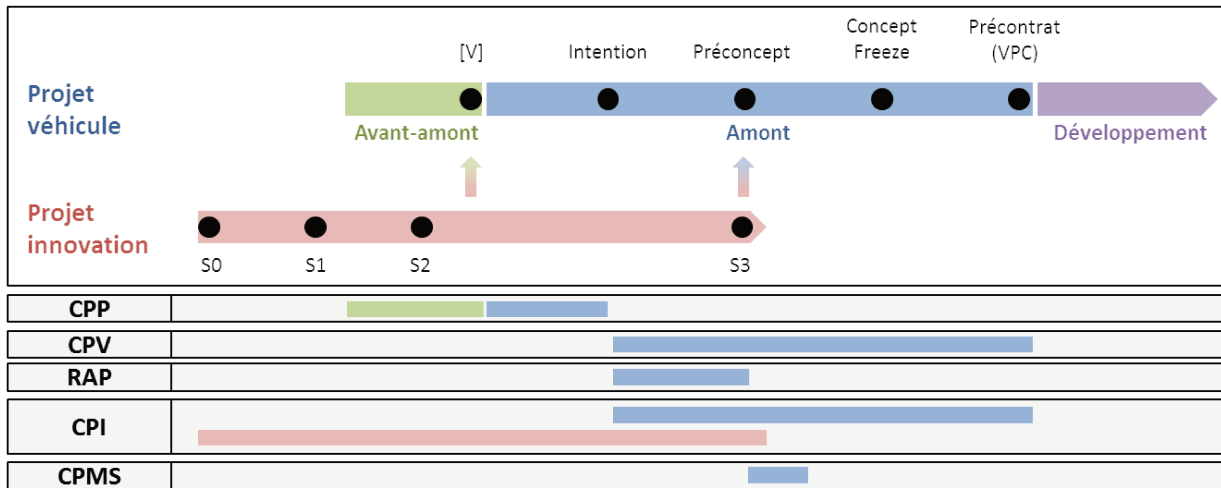 [V]
Intention
Préconcept
Concept
Freeze
Précontrat
(VPC)
Projet
véhicule
Avant-amont
Amont
Développement
Projet
innovation
S0
S1
S2
S3
CPP
CPV
RAP
CPI
CPMS